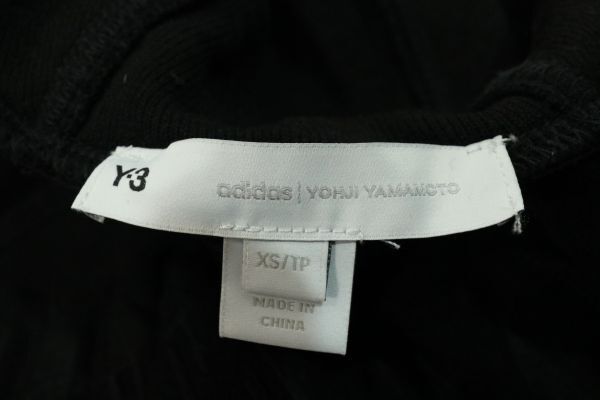 Y-3 adidas | YOHJI YAMAMOTO
XS/TP
MADE IN
CHINA